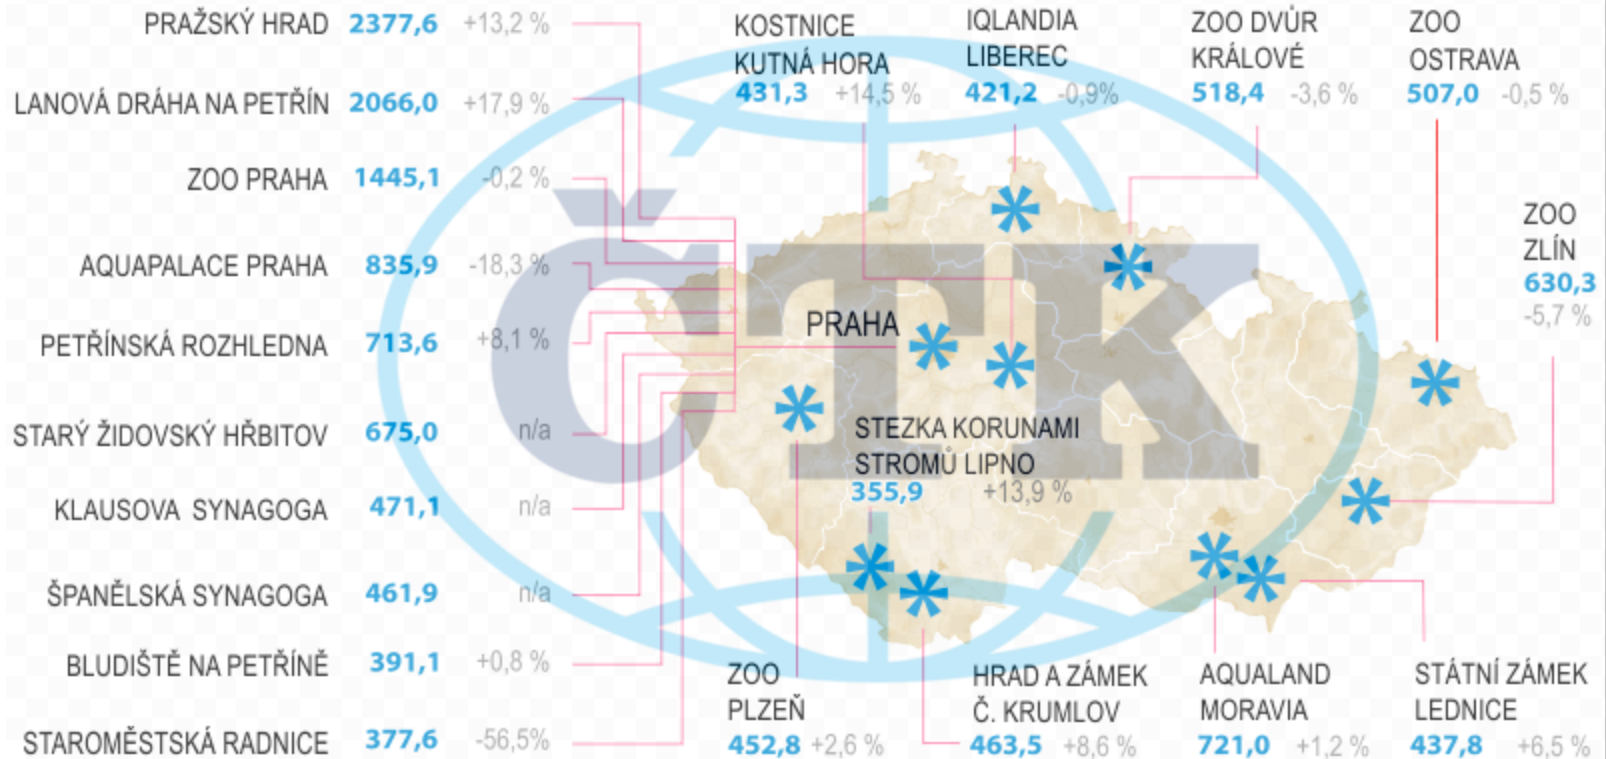 PRAŽSKÝ HRAD 2377,6 +13,2 %
LANOVÁ DRÁHA NA PETŘÍN 2066,0 +17,9 %
ZOO PRAHA 1445,1 -0,2 %
AQUAPALACE PRAHA 835,9 -18,3 %
PETŘÍNSKÁ ROZHLEDNA 713,6 +8,1 %
STARÝ ŽIDOVSKÝ HŘBITOV 675,0 n/a
KLAUSOVA SYNAGOGA 471,1 n/a
ŠPANĚLSKÁ SYNAGOGA 461,9 n/a
BLUDIŠTĚ NA PETŘÍNĚ 391,1 +0,8 %
STAROMĚSTSKÁ RADNICE 377,6 -56,5%
KOSTNICE
KUTNÁ HORA
431,3 +14,5 %
IQLANDIA
LIBEREC
421,2 -0,9%
ZOO DVŮR
KRÁLOVÉ
518,4 -3,6 %
ZOO
OSTRAVA
507,0 -0,5 %
ZOO
ZLÍN
630,3
-5,7 %
ČTK
PRAHA
STEZKA KORUNAMI
STROMŮ LIPNO
355,9 +13,9 %
ZOO
PLZEŇ
452,8 +2,6 %
HRAD A ZÁMEK
Č. KRUMLOV
463,5 +8,6 %
AQUALAND
MORAVIA
721,0 +1,2 %
STÁTNÍ ZÁMEK
LEDNICE
437,8 +6,5 %